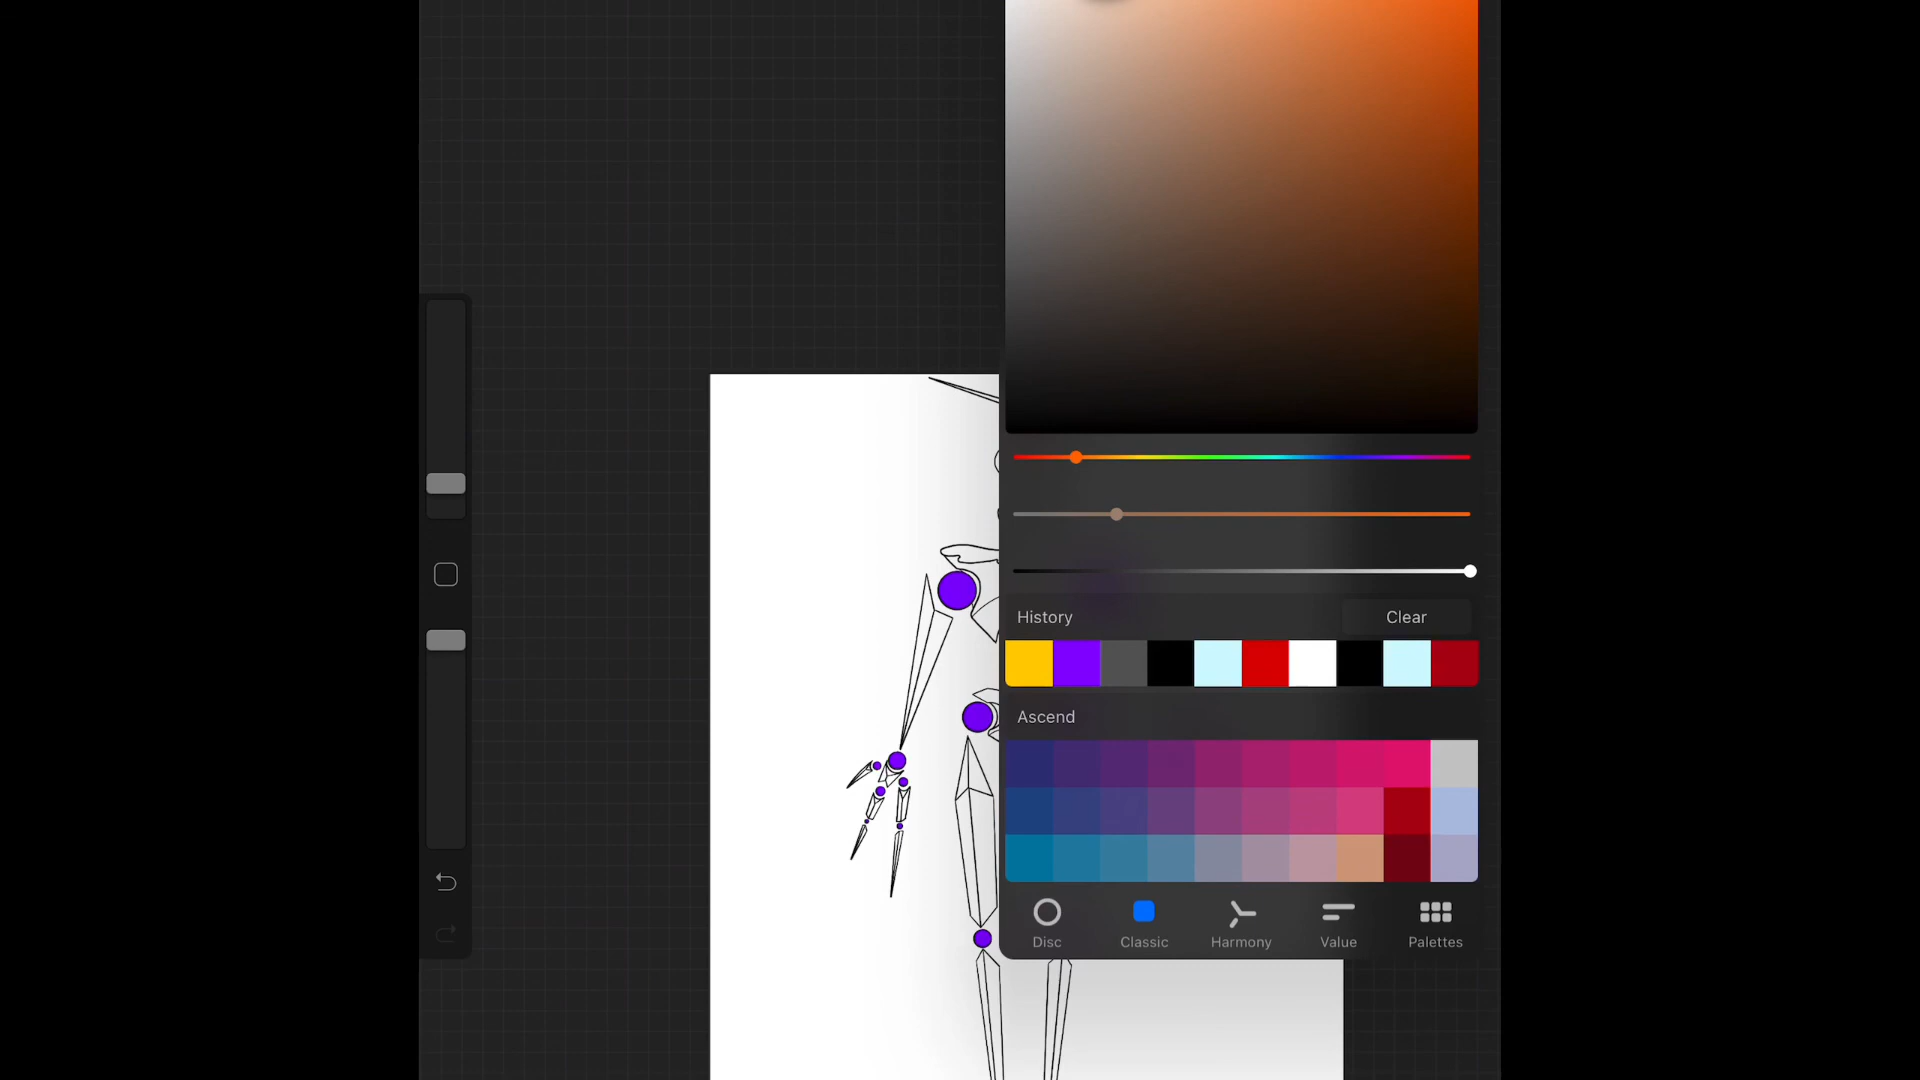 History
Clear
Ascend
Disc
Classic
Harmony
Value
Palettes